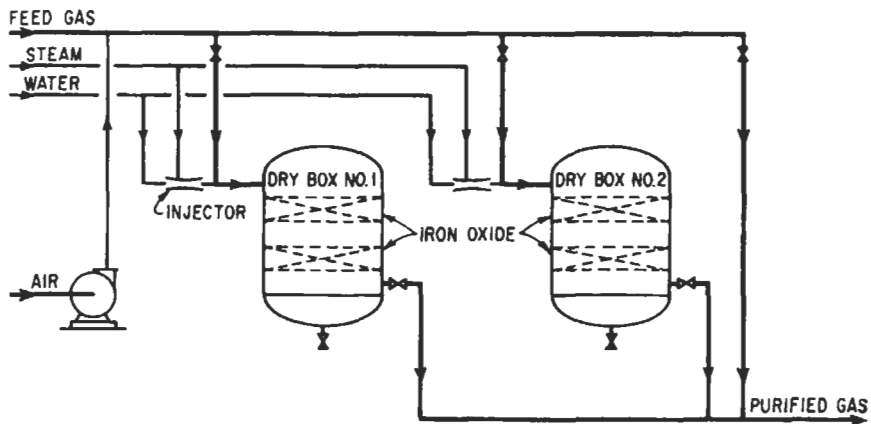 FEED GAS
STEAM
WATER
DRY BOX NO.1
DRY BOX NO.2
INJECTOR
IRON OXIDE
AIR
PURIFIED GAS